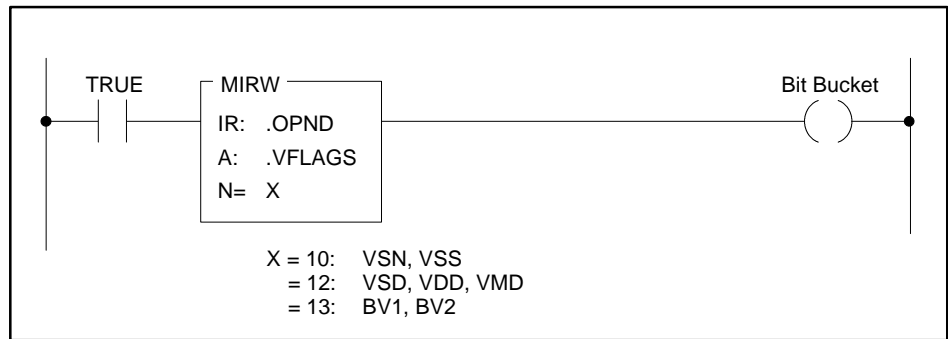 TRUE
MIRW
Bit Bucket
IR: .OPND
A: .VFLAGS
N= X
X = 10: VSN, VSS
= 12: VSD, VDD, VMD
= 13: BV1, BV2